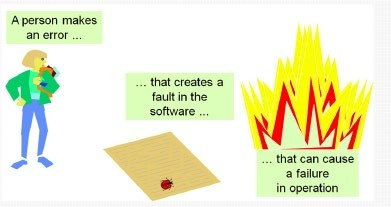 A person makes
an error ...
... that creates a
fault in the
software ...
... that can cause
a failure
in operation